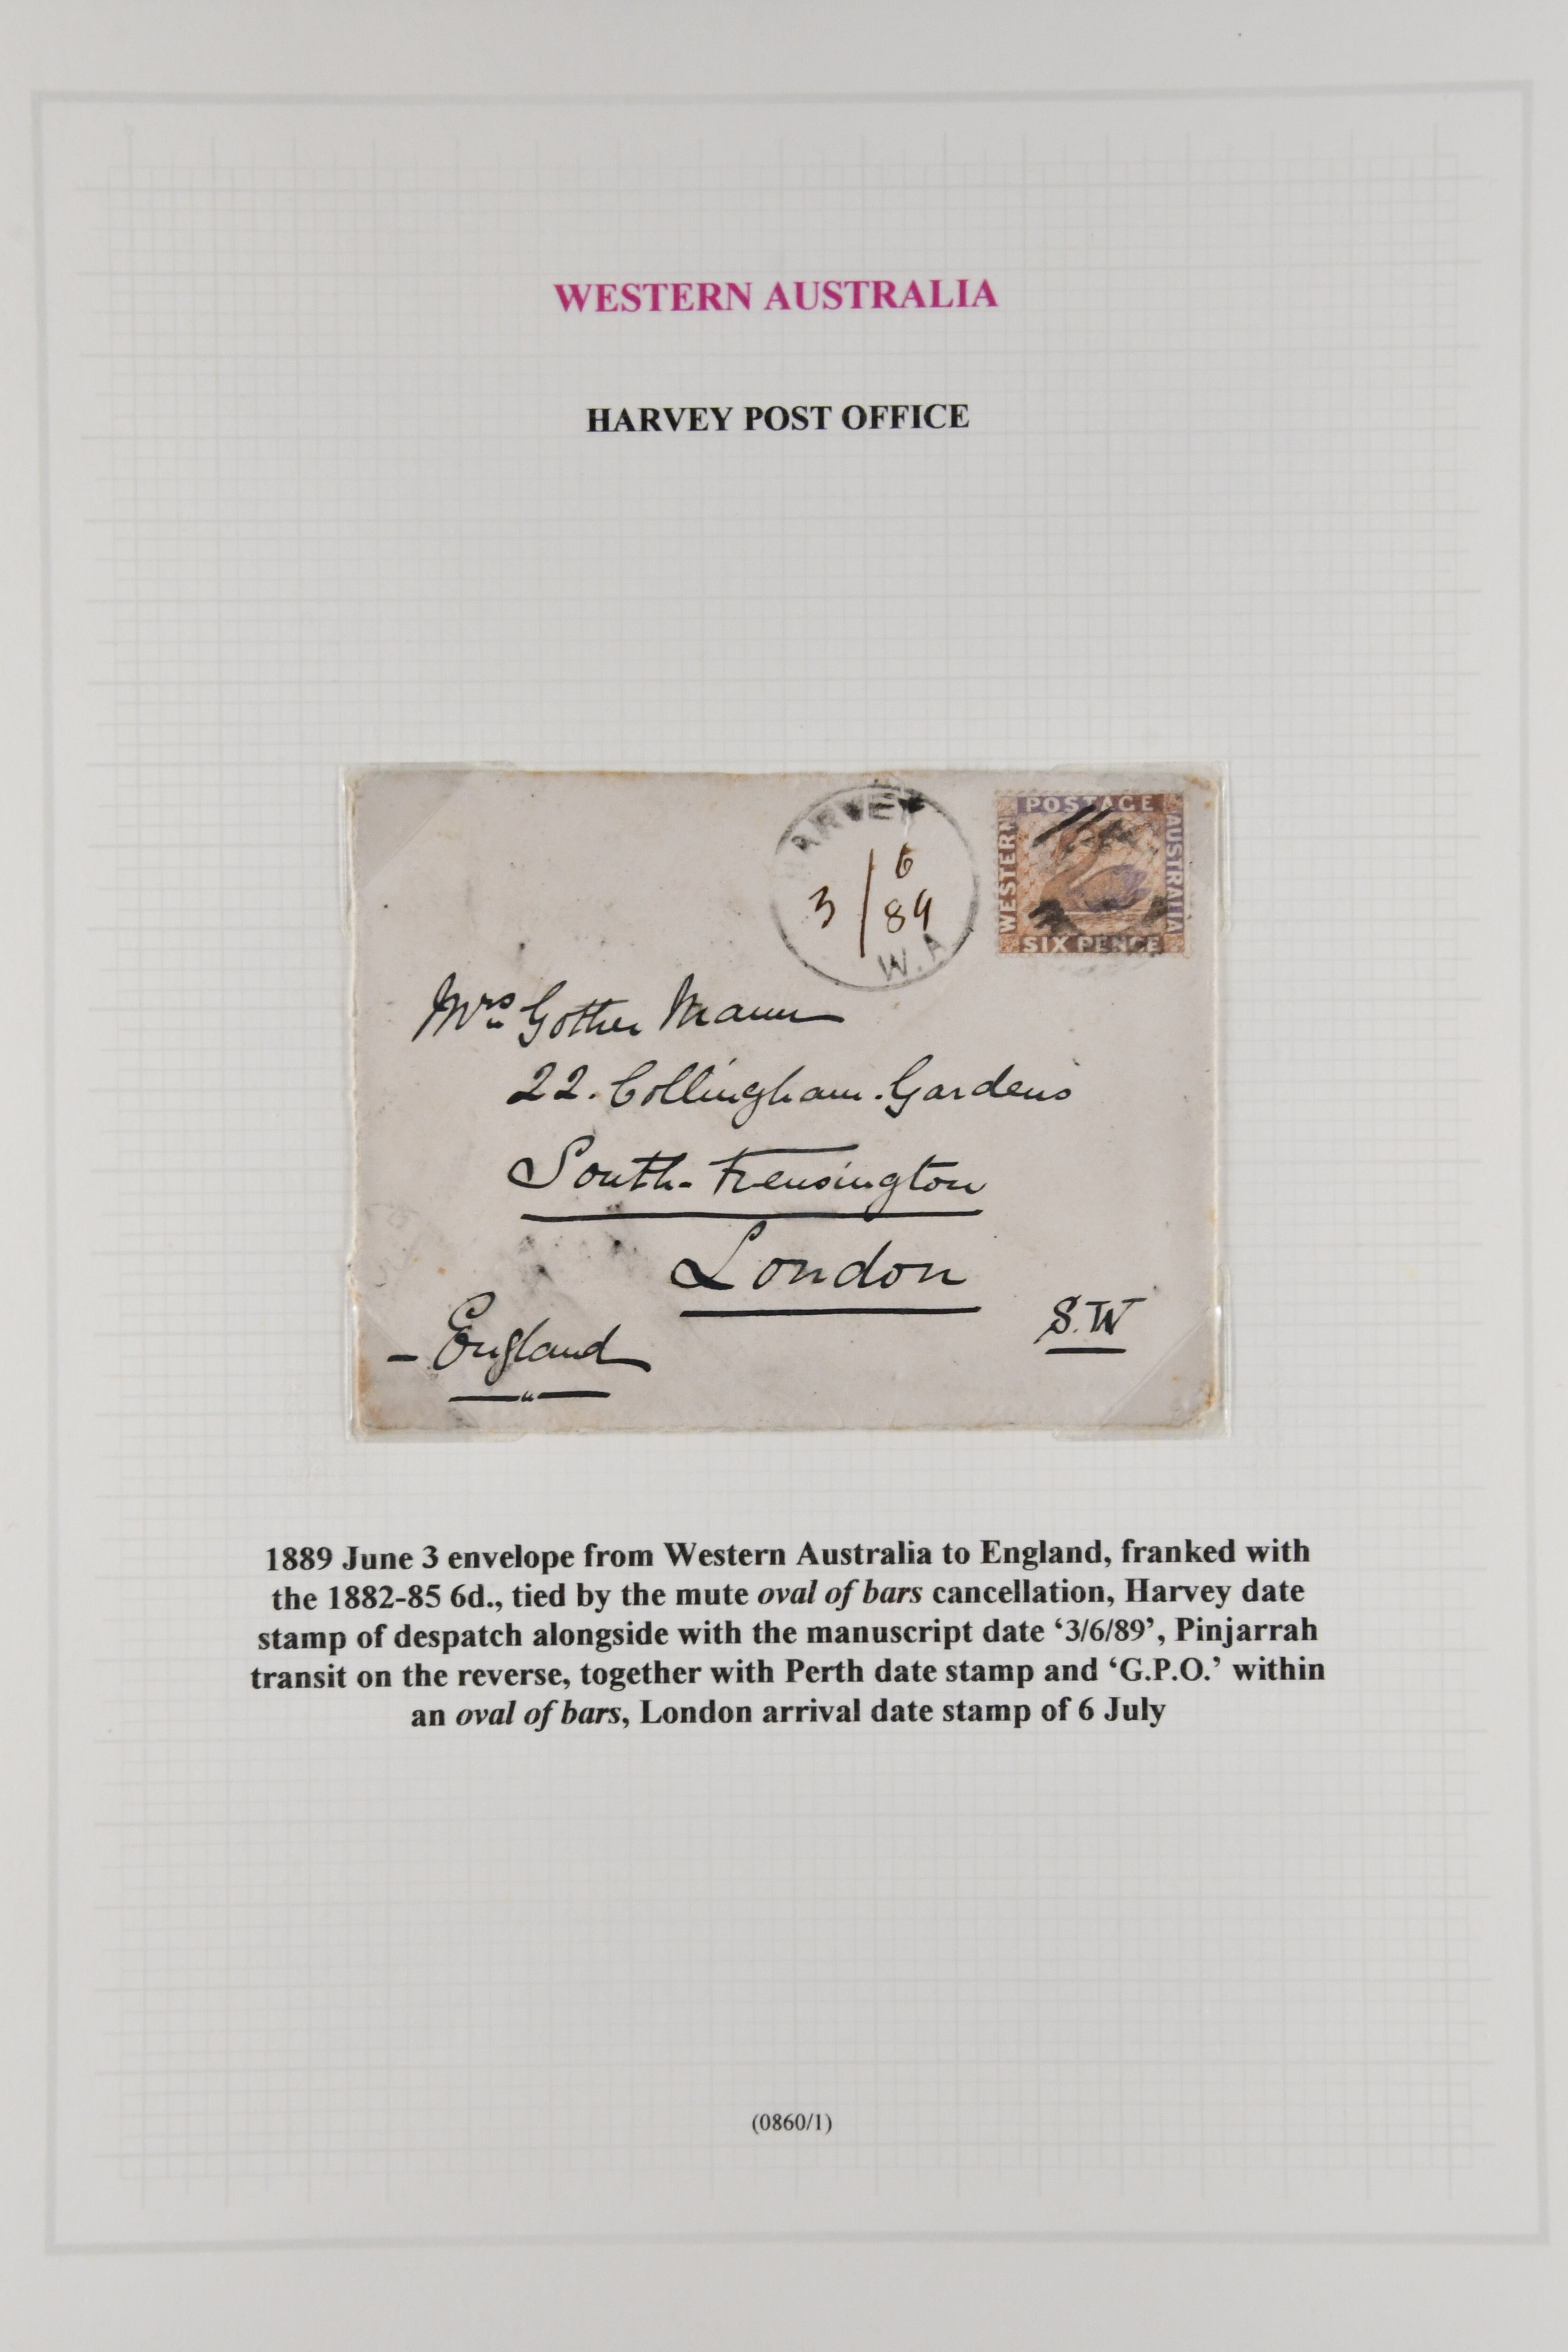 WESTERN AUSTRALIA
HARVEY POST OFFICE
HARVEY
3/6
89
W.A
POSTAGE
WESTERN
AUSTRALIA
SIX PENCE
Mrs Gother Mann
22. Collingham. Gardens
South-Kensington
London
S.W
- England
1889 June 3 envelope from Western Australia to England, franked with
the 1882-85 6d., tied by the mute oval of bars cancellation, Harvey date
stamp of despatch alongside with the manuscript date ‘3/6/89’, Pinjarrah
transit on the reverse, together with Perth date stamp and ‘G.P.O.’ within
an oval of bars, London arrival date stamp of 6 July
(0860/1)